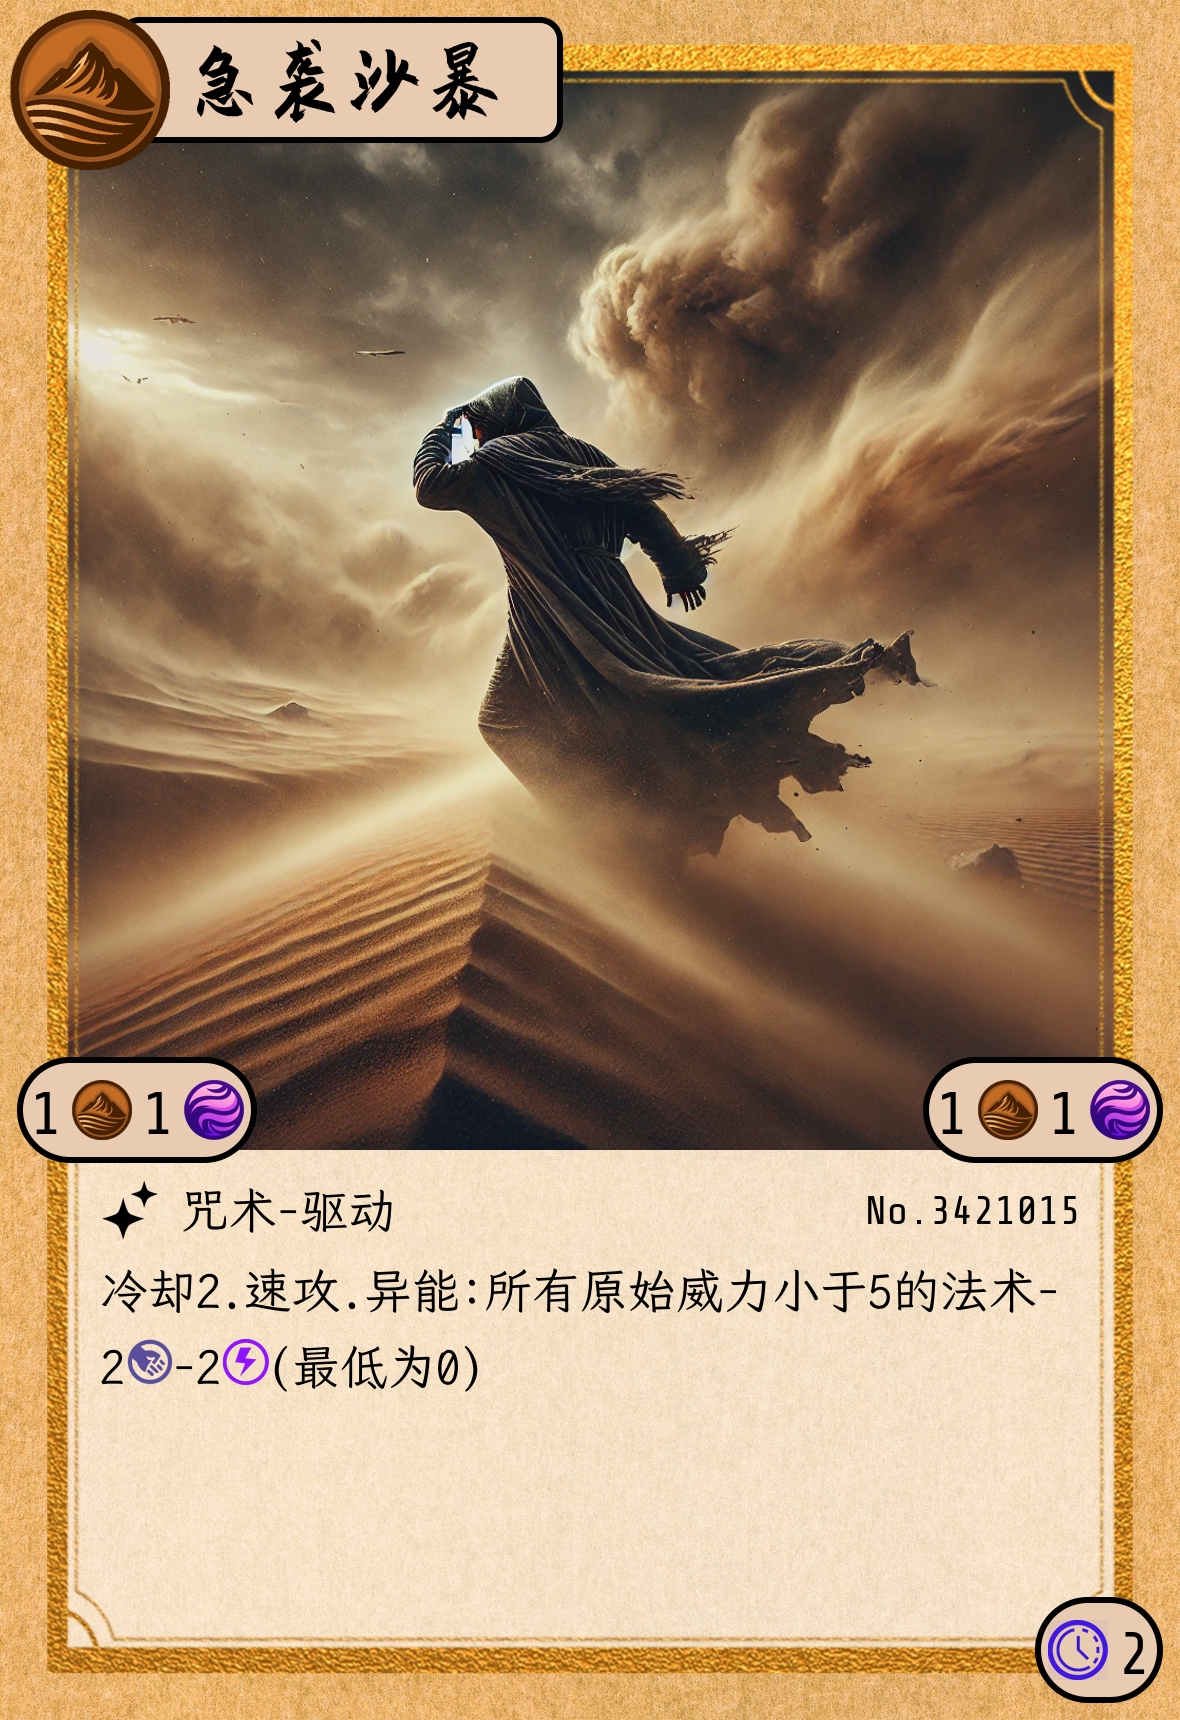 急袭沙暴
1 1
1 1
咒术-驱动
No.3421015
冷却2.速攻.异能:所有原始威力小于5的法术-
2-2(最低为0)
2